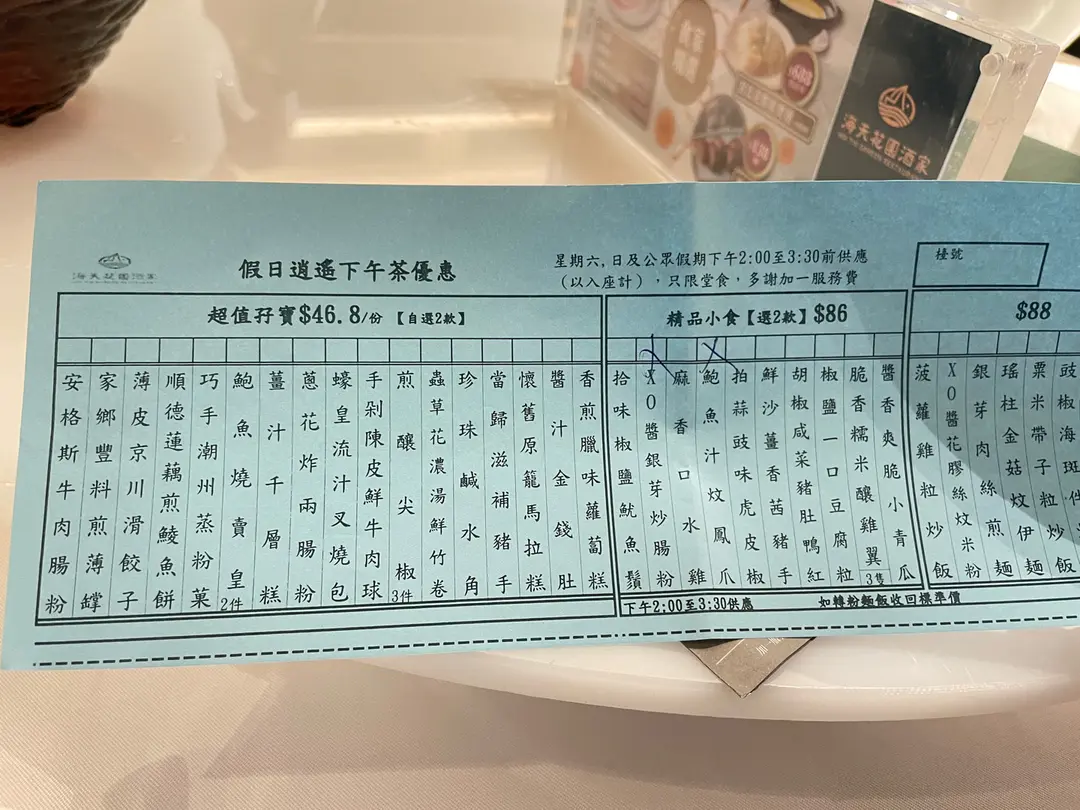 海天花園酒家
海天花園酒家
假日逍遙下午茶優惠
星期六,日及公眾假期下午2:00至3:30前供應
(以入座計),只限堂食,多謝加一服務費
檯號
超值孖寶$46.8/份 【自選2款】
安格斯牛肉腸粉
家鄉豐料煎薄罉
薄皮京川滑餃子
順德蓮藕煎鯪魚餅
巧手潮州蒸粉菓
鮑魚燒賣皇2件
薑汁千層糕
蔥花炸兩腸粉
蠔皇流汁叉燒包
手剁陳皮鮮牛肉球
煎釀尖椒3件
蟲草花濃湯鮮竹卷
珍珠鹹水角
當歸滋補豬手
懷舊原籠馬拉糕
醬汁金錢肚
香煎臘味蘿蔔糕
精品小食【選2款】$86
拾味椒鹽魷魚鬚
XO醬銀芽炒腸粉
麻香口水雞
鮑魚汁炆鳳爪
拍蒜豉味虎皮椒
鮮沙薑香茜豬手
胡椒咸菜豬肚鴨紅
椒鹽一口豆腐粒
脆香糯米釀雞翼3隻
醬香爽脆小青瓜
下午2:00至3:30供應
如轉粉麵飯收回標準價
$88
菠蘿雞粒炒飯
XO醬花膠絲炆米粉
銀芽肉絲煎麵
瑤柱金菇炆伊麵
粟米帶子粒炒飯
豉椒海